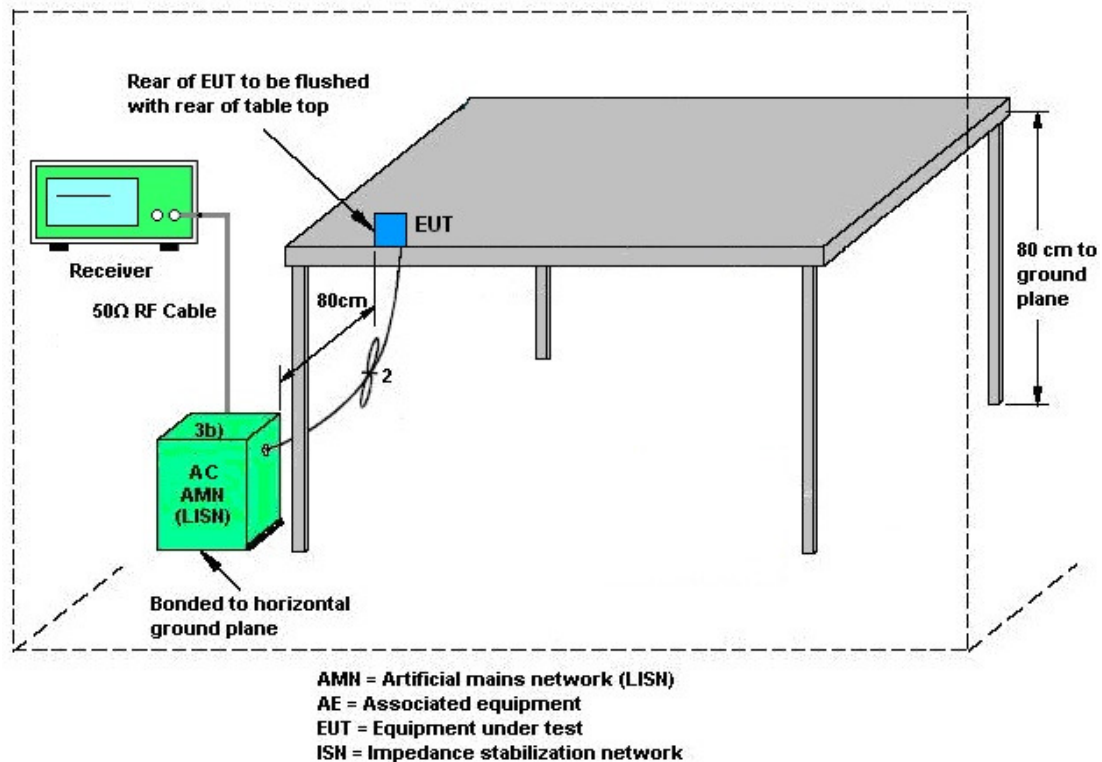 Rear of EUT to be flushed
with rear of table top
EUT
Receiver
50Ω RF Cable
80cm
80 cm to
ground
plane
2
3b)
AC
AMN
(LISN)
Bonded to horizontal
ground plane
AMN = Artificial mains network (LISN)
AE = Associated equipment
EUT = Equipment under test
ISN = Impedance stabilization network